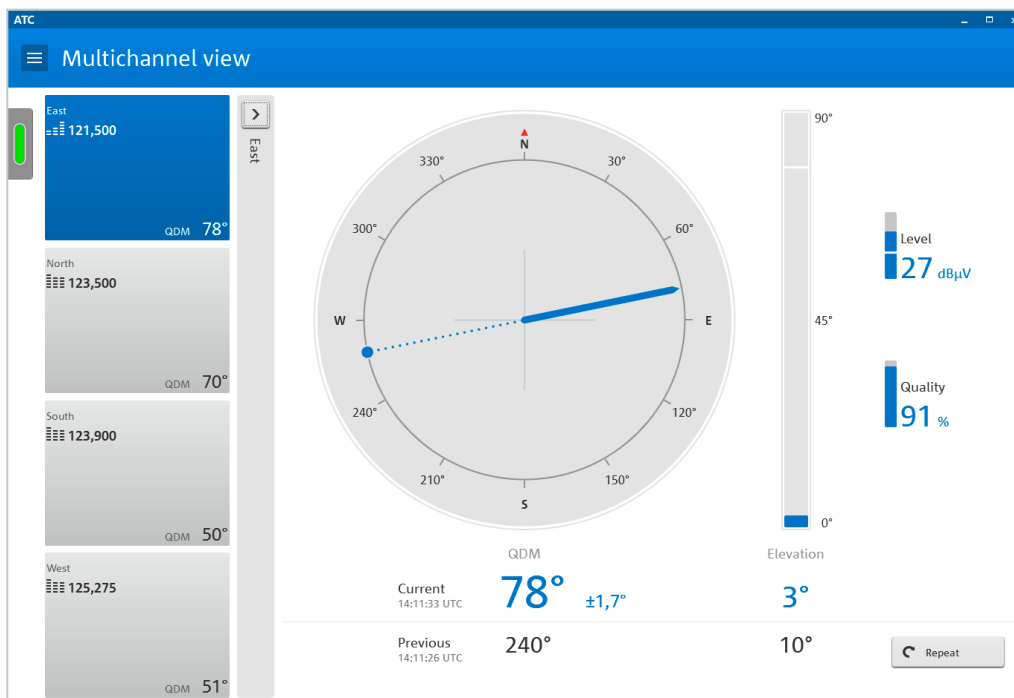 ATC
Multichannel view
East
121,500
QDM 78°
North
123,500
QDM 70°
South
123,900
QDM 50°
West
125,275
QDM 51°
East
N
30°
60°
E
120°
150°
S
210°
240°
W
300°
330°
90°
45°
0°
Level
27 dBµV
Quality
91 %
QDM Elevation
Current 78° ±1,7° 3°
14:11:33 UTC
Previous 240° 10°
14:11:26 UTC
Repeat